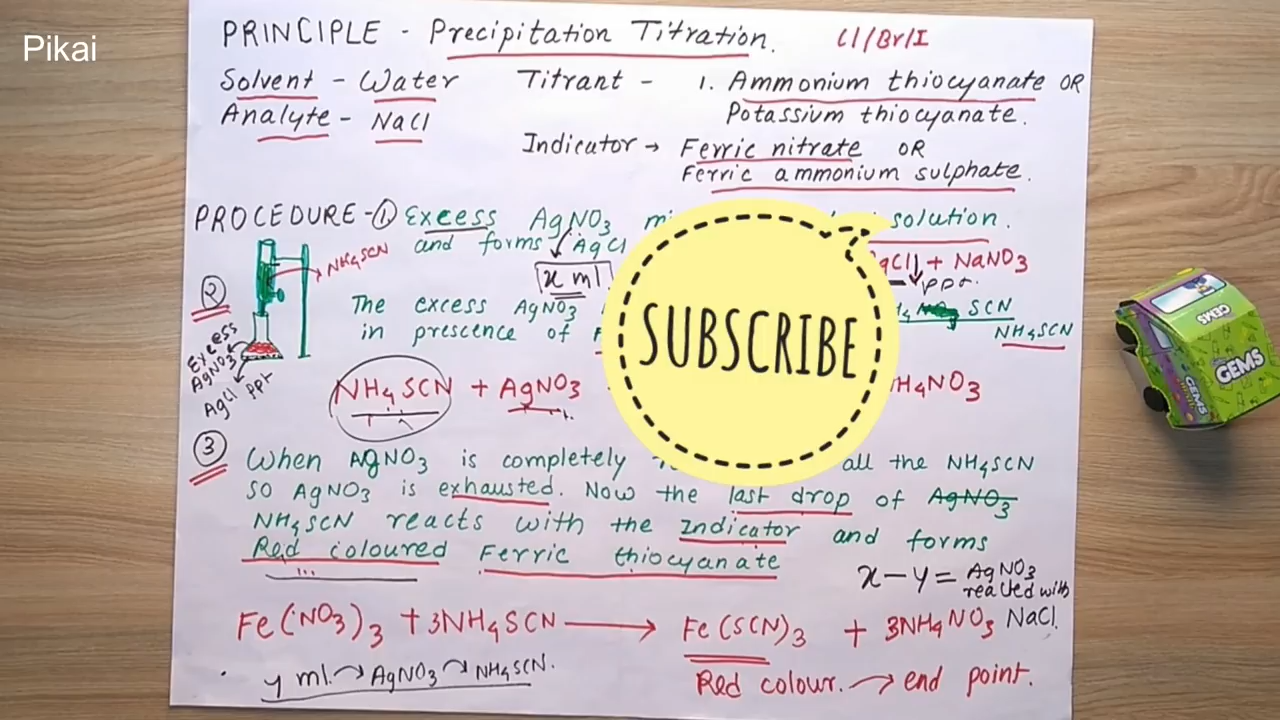 Pikai
PRINCIPLE - Precipitation Titration. Cl/Br/I
Solvent - Water Titrant - 1. Ammonium thiocyanate OR
Analyte - NaCl Potassium thiocyanate.
Indicator → Ferric nitrate OR
Ferric ammonium sulphate.
PROCEDURE - ① Excess AgNO3 solution.
and forms AgCl + NaNO3
x ml ppt.
NH4SCN
② The excess AgNO3 SCN
in prescence of NH4SCN
Excess
AgNO3
AgCl ppt
NH4SCN + AgNO3 NH4NO3
SUBSCRIBE
③ When AgNO3 is completely all the NH4SCN
so AgNO3 is exhausted. Now the last drop of AgNO3
NH4SCN reacts with the Indicator and forms
Red coloured Ferric thiocyanate
x - y = AgNO3
reacted with
NaCl.
Fe(NO3)3 + 3NH4SCN → Fe(SCN)3 + 3NH4NO3
y ml. → AgNO3 → NH4SCN.
Red colour. → end point.
GEMS
GEMS
GEMS